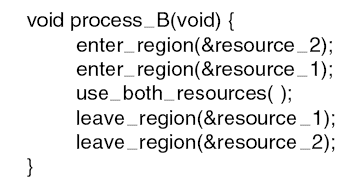 void process_B(void) {
enter_region(&resource_2);
enter_region(&resource_1);
use_both_resources( );
leave_region(&resource_1);
leave_region(&resource_2);
}